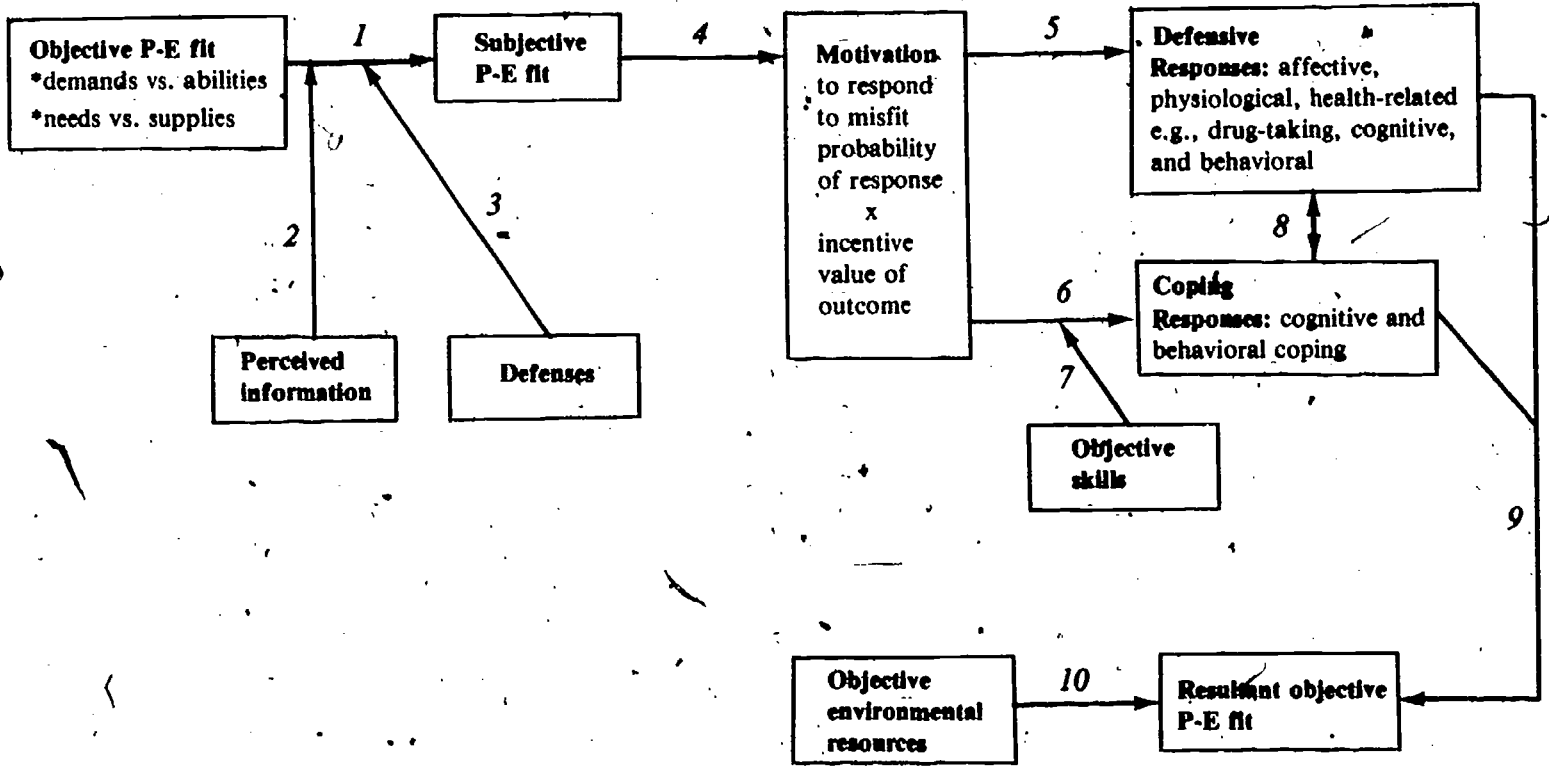 Objective P-E fit
*demands vs. abilities
*needs vs. supplies
1
Subjective
P-E fit
4
Motivation
to respond
to misfit
probability
of response
x
incentive
value of
outcome
5
Defensive
Responses: affective,
physiological, health-related
e.g., drug-taking, cognitive,
and behavioral
2
3
Perceived
information
Defenses
8
6
Coping
Responses: cognitive and
behavioral coping
7
Objective
skills
9
Objective
environmental
resources
10
Resultant objective
P-E fit